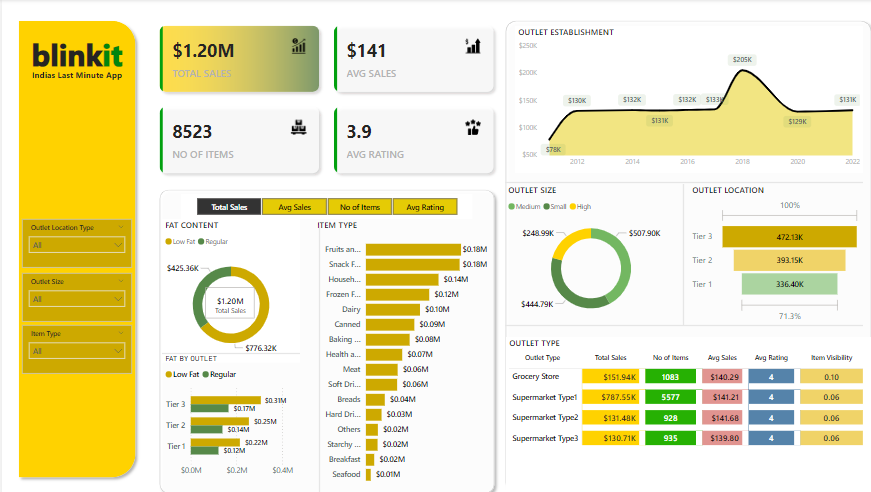 blinkit
Indias Last Minute App
Outlet Location Type
All
Outlet Size
All
Item Type
All
$1.20M
TOTAL SALES
$141
AVG SALES
8523
NO OF ITEMS
3.9
AVG RATING
Total Sales
Avg Sales
No of Items
Avg Rating
FAT CONTENT
Low Fat Regular
$425.36K
$1.20M
Total Sales
$776.32K
FAT BY OUTLET
Low Fat Regular
Tier 3 $0.31M
$0.17M
Tier 2 $0.25M
$0.14M
Tier 1 $0.22M
$0.12M
$0.0M $0.2M $0.4M
ITEM TYPE
Fruits an... $0.18M
Snack F... $0.18M
Househ... $0.14M
Frozen F... $0.12M
Dairy $0.10M
Canned $0.09M
Baking ... $0.08M
Health a... $0.07M
Meat $0.06M
Soft Dri... $0.06M
Breads $0.04M
Hard Dri... $0.03M
Others $0.02M
Starchy ... $0.02M
Breakfast $0.02M
Seafood $0.01M
OUTLET ESTABLISHMENT
$250K
$200K
$150K
$100K
$50K
$78K
$130K
$132K
$131K
$132K
$133K
$205K
$129K
$131K
2012 2014 2016 2018 2020 2022
OUTLET SIZE
Medium Small High
$248.99K
$507.90K
$444.79K
OUTLET LOCATION
100%
Tier 3 472.13K
Tier 2 393.15K
Tier 1 336.40K
71.3%
OUTLET TYPE
Outlet Type Total Sales No of Items Avg Sales Avg Rating Item Visibility
Grocery Store $151.94K 1083 $140.29 4 0.10
Supermarket Type1 $787.55K 5577 $141.21 4 0.06
Supermarket Type2 $131.48K 928 $141.68 4 0.06
Supermarket Type3 $130.71K 935 $139.80 4 0.06